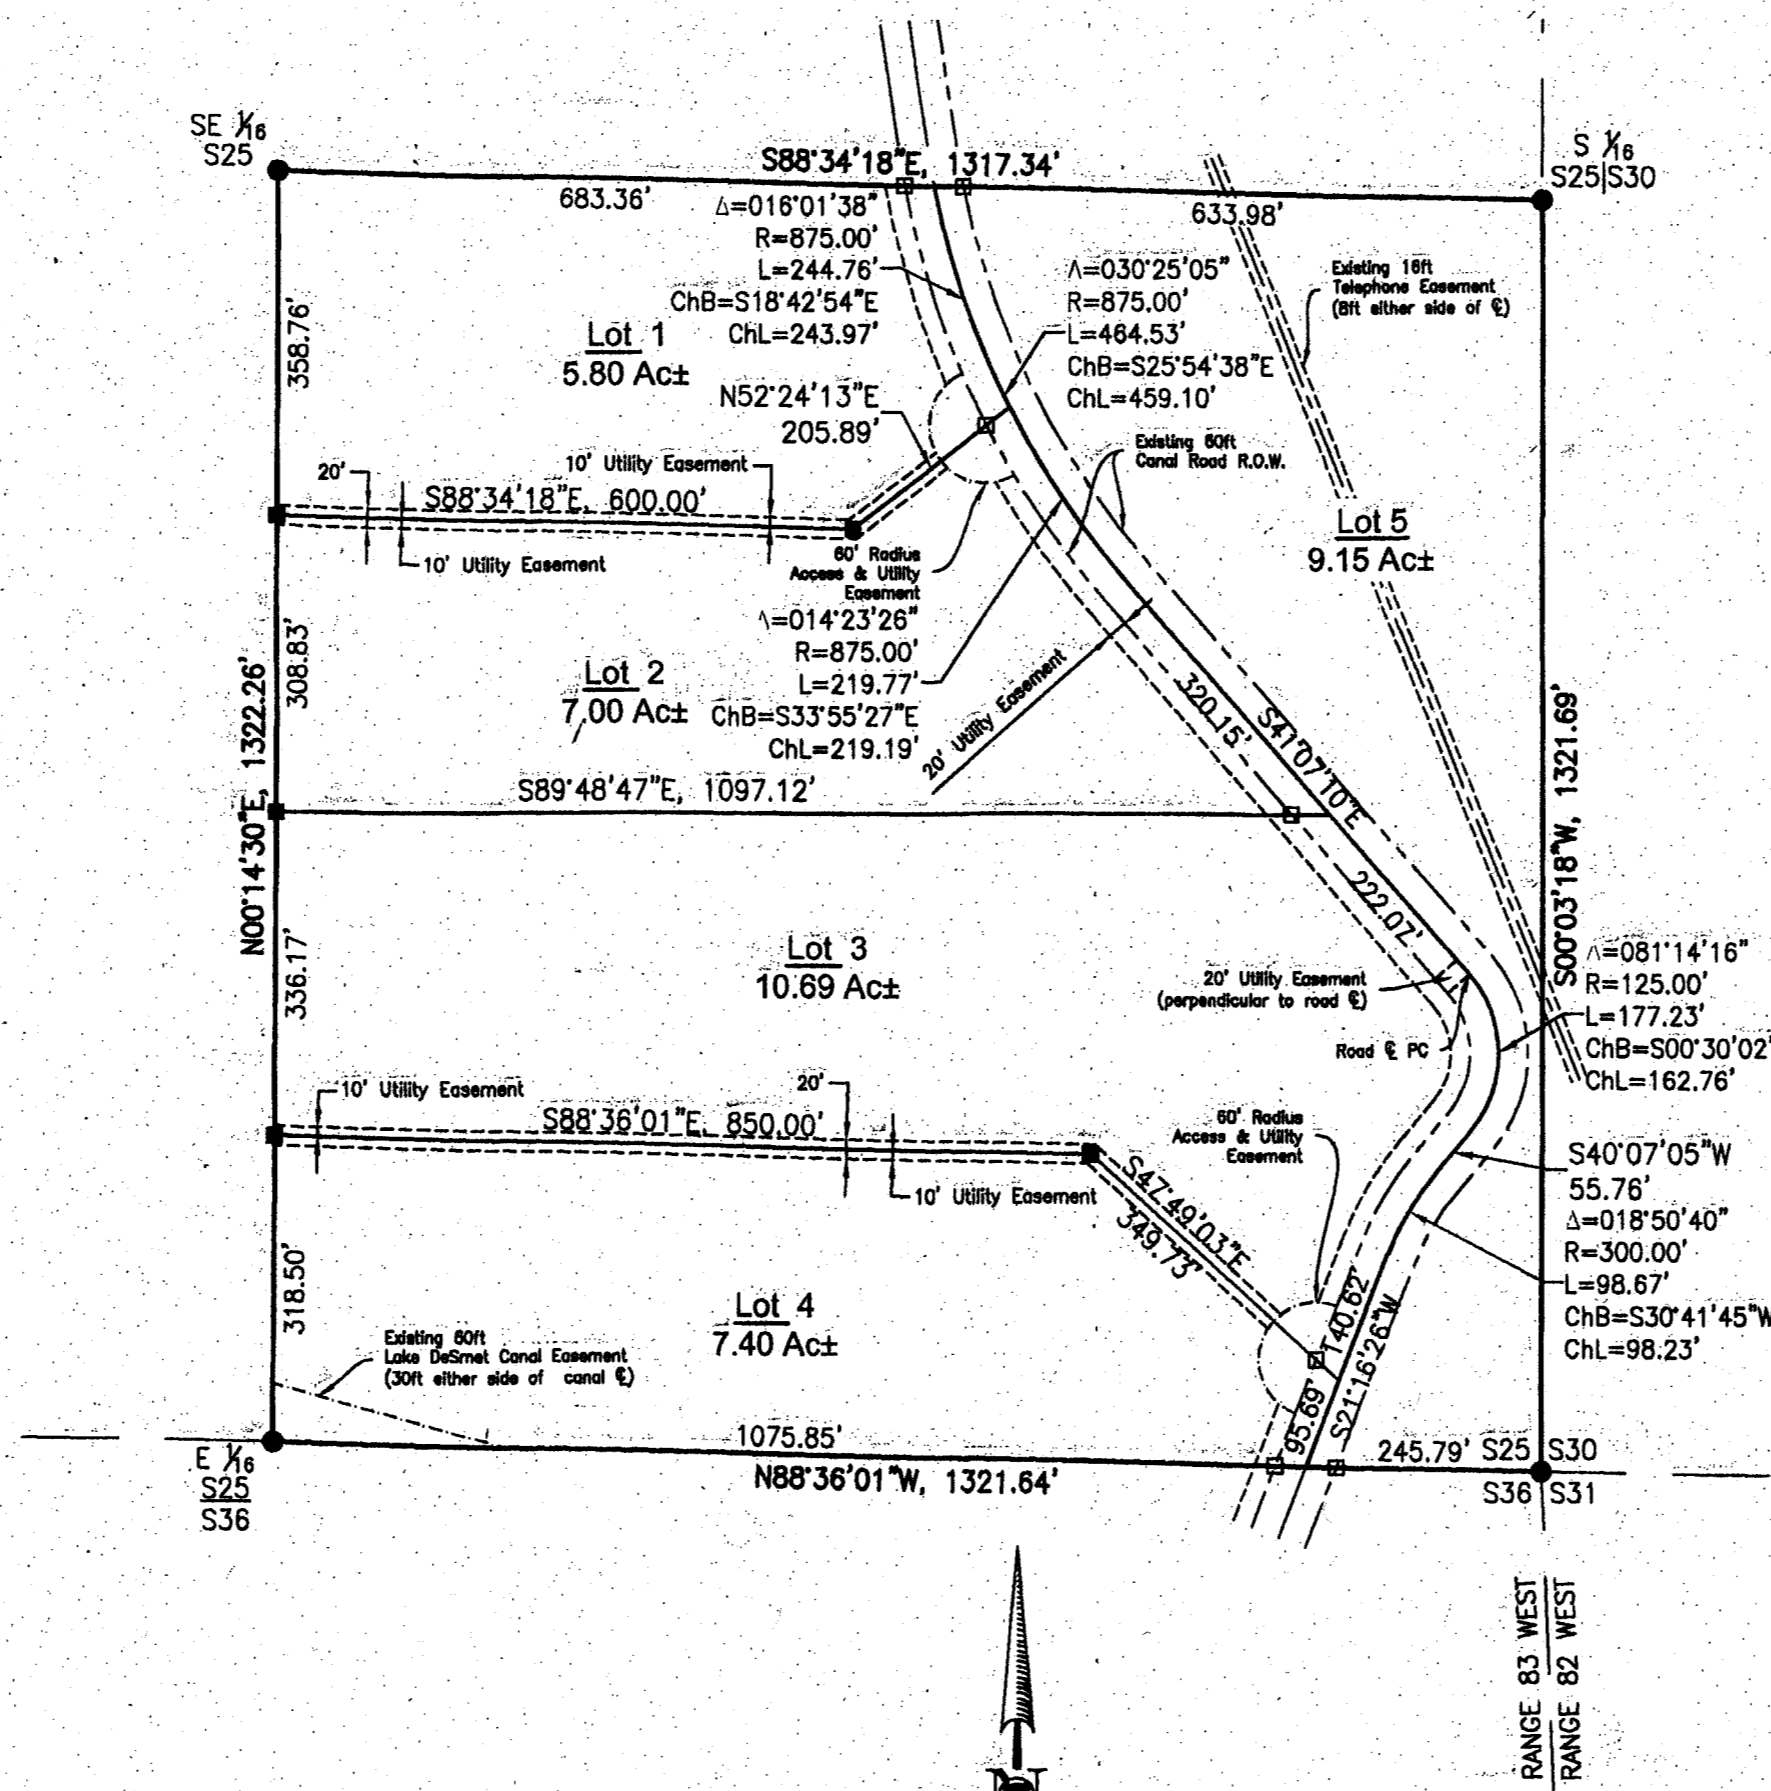 SE 1/16
S25
S88°34'18"E, 1317.34'
S 1/16
S25|S30
683.36'
633.98'
Δ=016°01'38"
R=875.00'
L=244.76'
ChB=S18°42'54"E
ChL=243.97'
Λ=030°25'05"
R=875.00'
L=464.53'
ChB=S25°54'38"E
ChL=459.10'
Existing 16ft
Telephone Easement
(8ft either side of ℄)
358.76'
Lot 1
5.80 Ac±
N52°24'13"E
205.89'
Existing 60ft
Canal Road R.O.W.
20'
10' Utility Easement
S88°34'18"E, 600.00'
10' Utility Easement
60' Radius
Access & Utility
Easement
Lot 5
9.15 Ac±
Λ=014°23'26"
R=875.00'
L=219.77'
ChB=S33°55'27"E
ChL=219.19'
308.83'
Lot 2
7.00 Ac±
20' Utility Easement
320.15'
S41°07'10"E
N00°14'30"E, 1322.26'
S00°03'18"W, 1321.69'
S89°48'47"E, 1097.12'
222.07'
336.17'
Lot 3
10.69 Ac±
20' Utility Easement
(perpendicular to road ℄)
Road ℄ PC
Λ=081°14'16"
R=125.00'
L=177.23'
ChB=S00°30'02"
ChL=162.76'
10' Utility Easement
20'
S88°36'01"E, 850.00'
10' Utility Easement
60' Radius
Access & Utility
Easement
S47°49'03"E
349.73'
S40°07'05"W
55.76'
Δ=018°50'40"
R=300.00'
L=98.67'
ChB=S30°41'45"W
ChL=98.23'
318.50'
Lot 4
7.40 Ac±
140.62'
S21°16'26"W
95.69'
Existing 60ft
Lake DeSmet Canal Easement
(30ft either side of canal ℄)
1075.85'
245.79'
S25 S30
N88°36'01"W, 1321.64'
S36 S31
E 1/16
S25
S36
RANGE 83 WEST
RANGE 82 WEST
N